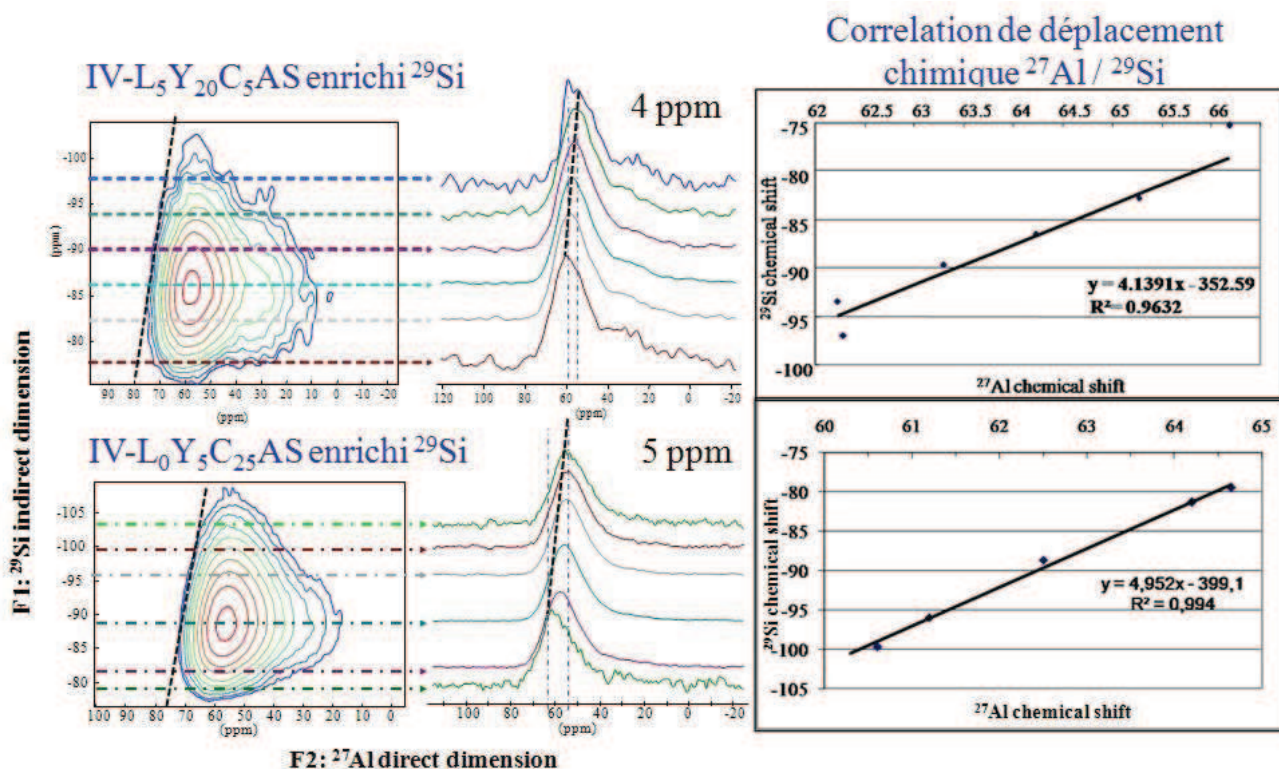 Correlation de déplacement
chimique ²⁷Al / ²⁹Si
IV-L₅Y₂₀C₅AS enrichi ²⁹Si
4 ppm
-100
-95
-90
-85
-80
(ppm)
0
90 80 70 60 50 40 30 20 10 0 -10
(ppm)
120 100 80 60 40 20 0 -20
(ppm)
62 62.5 63 63.5 64 64.5 65 65.5 66
-75
-80
-85
-90
-95
-100
²⁹Si chemical shift
y = 4.1391x - 352.59
R² = 0.9632
²⁷Al chemical shift
IV-L₀Y₅C₂₅AS enrichi ²⁹Si
5 ppm
-105
-100
-95
-90
-85
-80
100 90 80 70 60 50 40 30 20 10 0
(ppm)
100 80 60 40 20 0 -20
(ppm)
60 61 62 63 64 65
-75
-80
-85
-90
-95
-100
-105
²⁹Si chemical shift
y = 4,952x - 399,1
R² = 0,994
²⁷Al chemical shift
F1: ²⁹Si indirect dimension
F2: ²⁷Al direct dimension